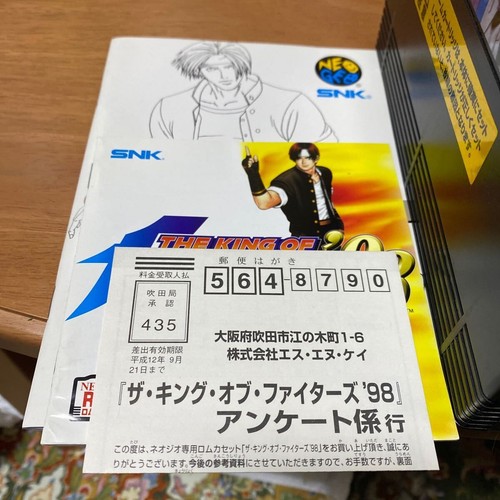 NEO
GEO
SNK®
SNK®
THE KING OF
'98
郵便はがき
料金受取人払
564-8790
吹田局
承認
435
差出有効期限
平成12年9月
21日まで
大阪府吹田市江の木町1-6
株式会社エス・エヌ・ケイ
『ザ・キング・オブ・ファイターズ'98』
アンケート係行
この度は、ネオジオ専用ロムカセット『ザ・キング・オブ・ファイターズ'98』をお買い上げ頂き、誠にあ
りがとうございます。今後の参考資料にさせていただきますので、お手数ですが、裏面